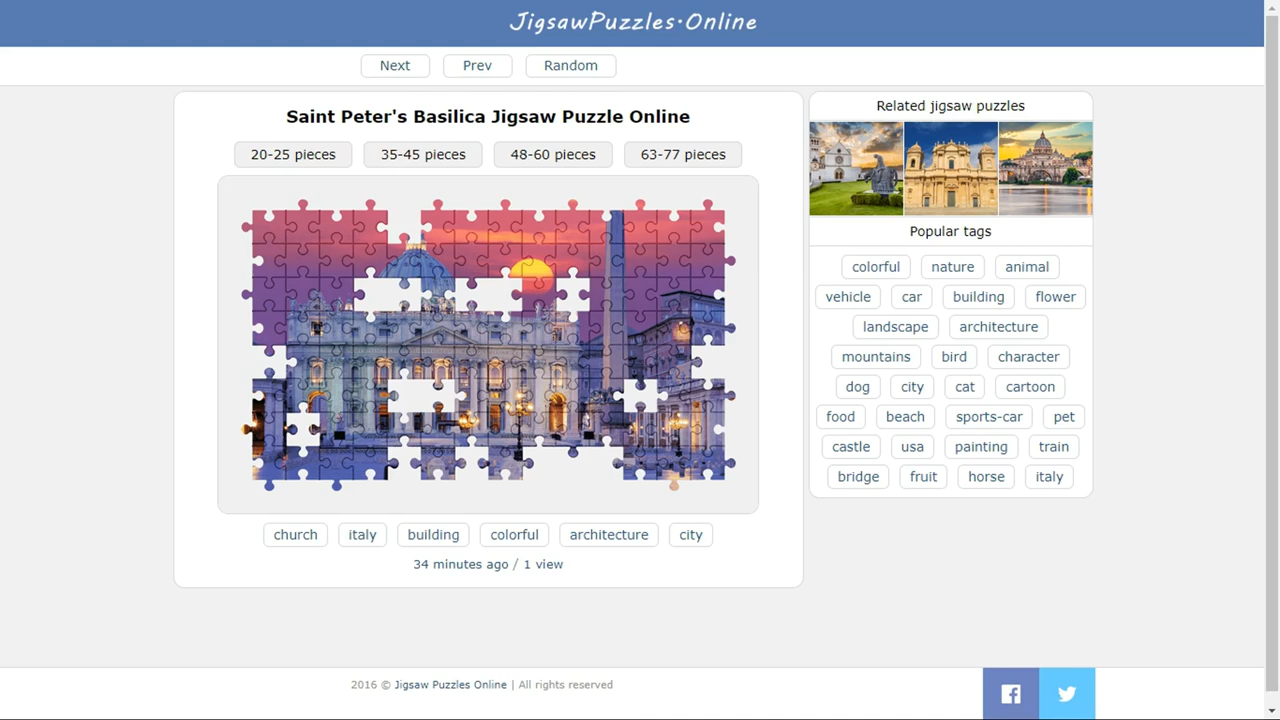 JigsawPuzzles·Online
Next Prev Random
Saint Peter's Basilica Jigsaw Puzzle Online
20-25 pieces 35-45 pieces 48-60 pieces 63-77 pieces
church italy building colorful architecture city
34 minutes ago / 1 view
Related jigsaw puzzles
Popular tags
colorful nature animal
vehicle car building flower
landscape architecture
mountains bird character
dog city cat cartoon
food beach sports-car pet
castle usa painting train
bridge fruit horse italy
2016 © Jigsaw Puzzles Online | All rights reserved